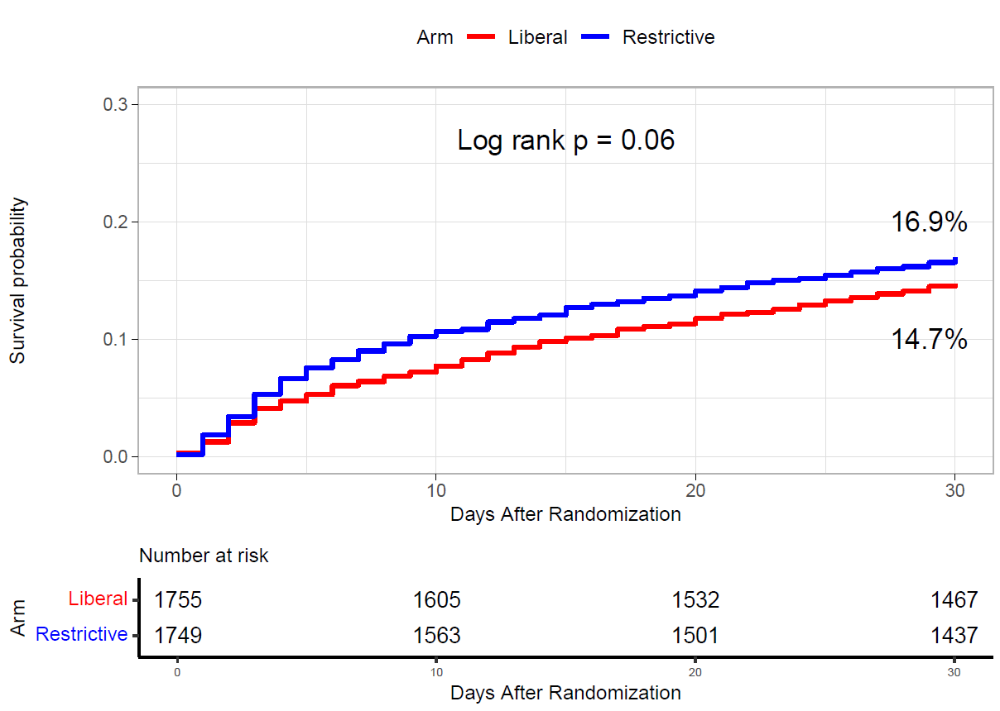 Arm Liberal Restrictive
0.3
Log rank p = 0.06
0.2
16.9%
Survival probability
0.1
14.7%
0.0
0 10 20 30
Days After Randomization
Number at risk
Arm
Liberal 1755 1605 1532 1467
Restrictive 1749 1563 1501 1437
0 10 20 30
Days After Randomization